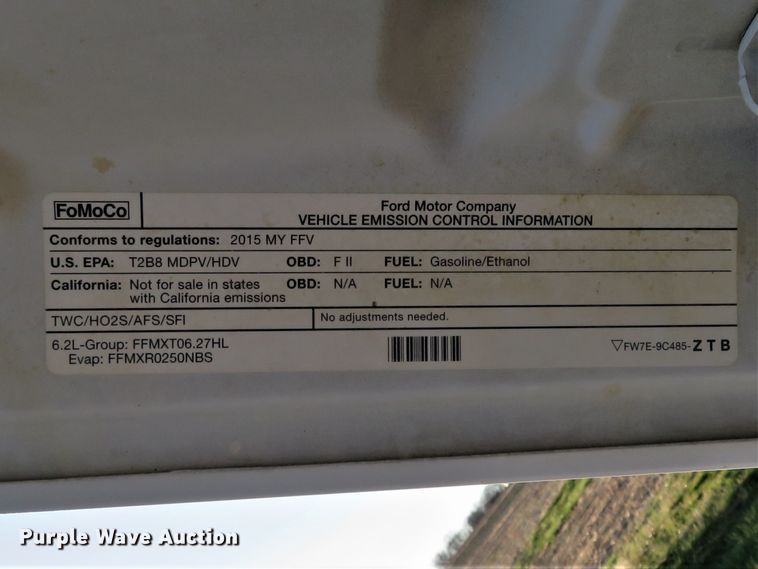 FoMoCo
Ford Motor Company
VEHICLE EMISSION CONTROL INFORMATION
Conforms to regulations: 2015 MY FFV
U.S. EPA: T2B8 MDPV/HDV OBD: F II FUEL: Gasoline/Ethanol
California: Not for sale in states OBD: N/A FUEL: N/A
with California emissions
TWC/HO2S/AFS/SFI No adjustments needed.
6.2L-Group: FFMXT06.27HL
Evap: FFMXR0250NBS
▽FW7E-9C485-Z T B
Purple Wave Auction